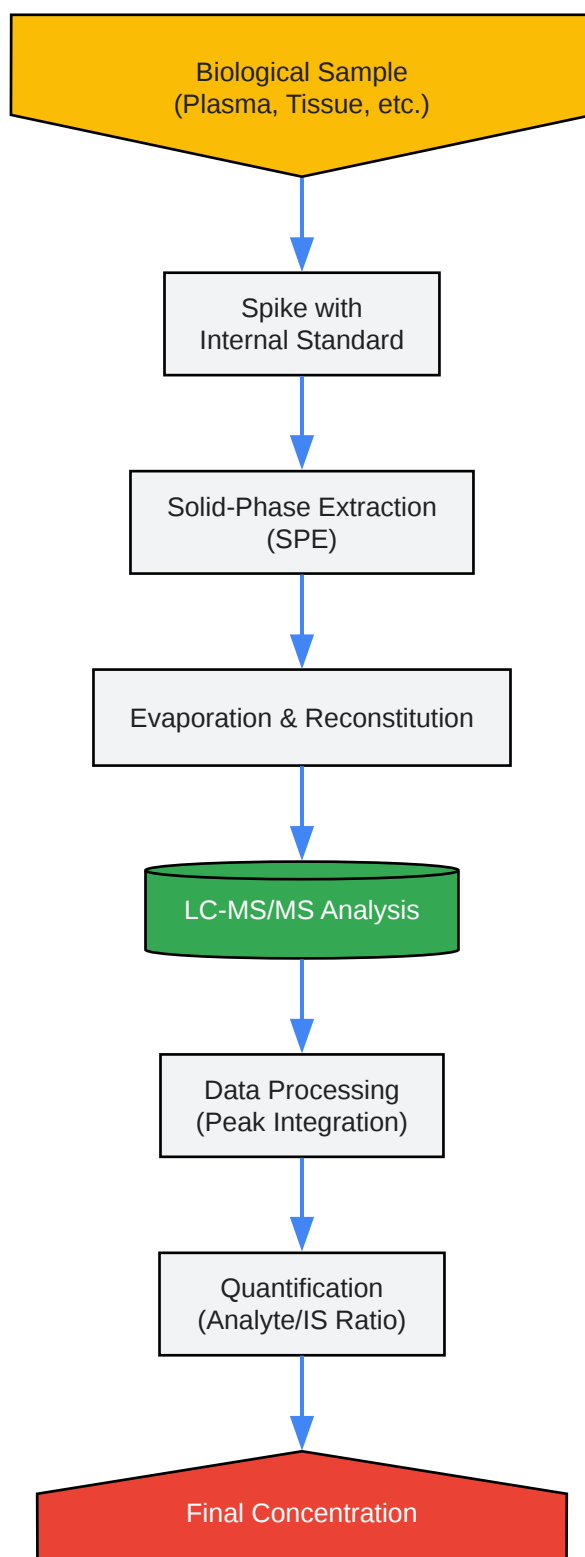 Biological Sample
(Plasma, Tissue, etc.)
Spike with
Internal Standard
Solid-Phase Extraction
(SPE)
Evaporation & Reconstitution
LC-MS/MS Analysis
Data Processing
(Peak Integration)
Quantification
(Analyte/IS Ratio)
Final Concentration